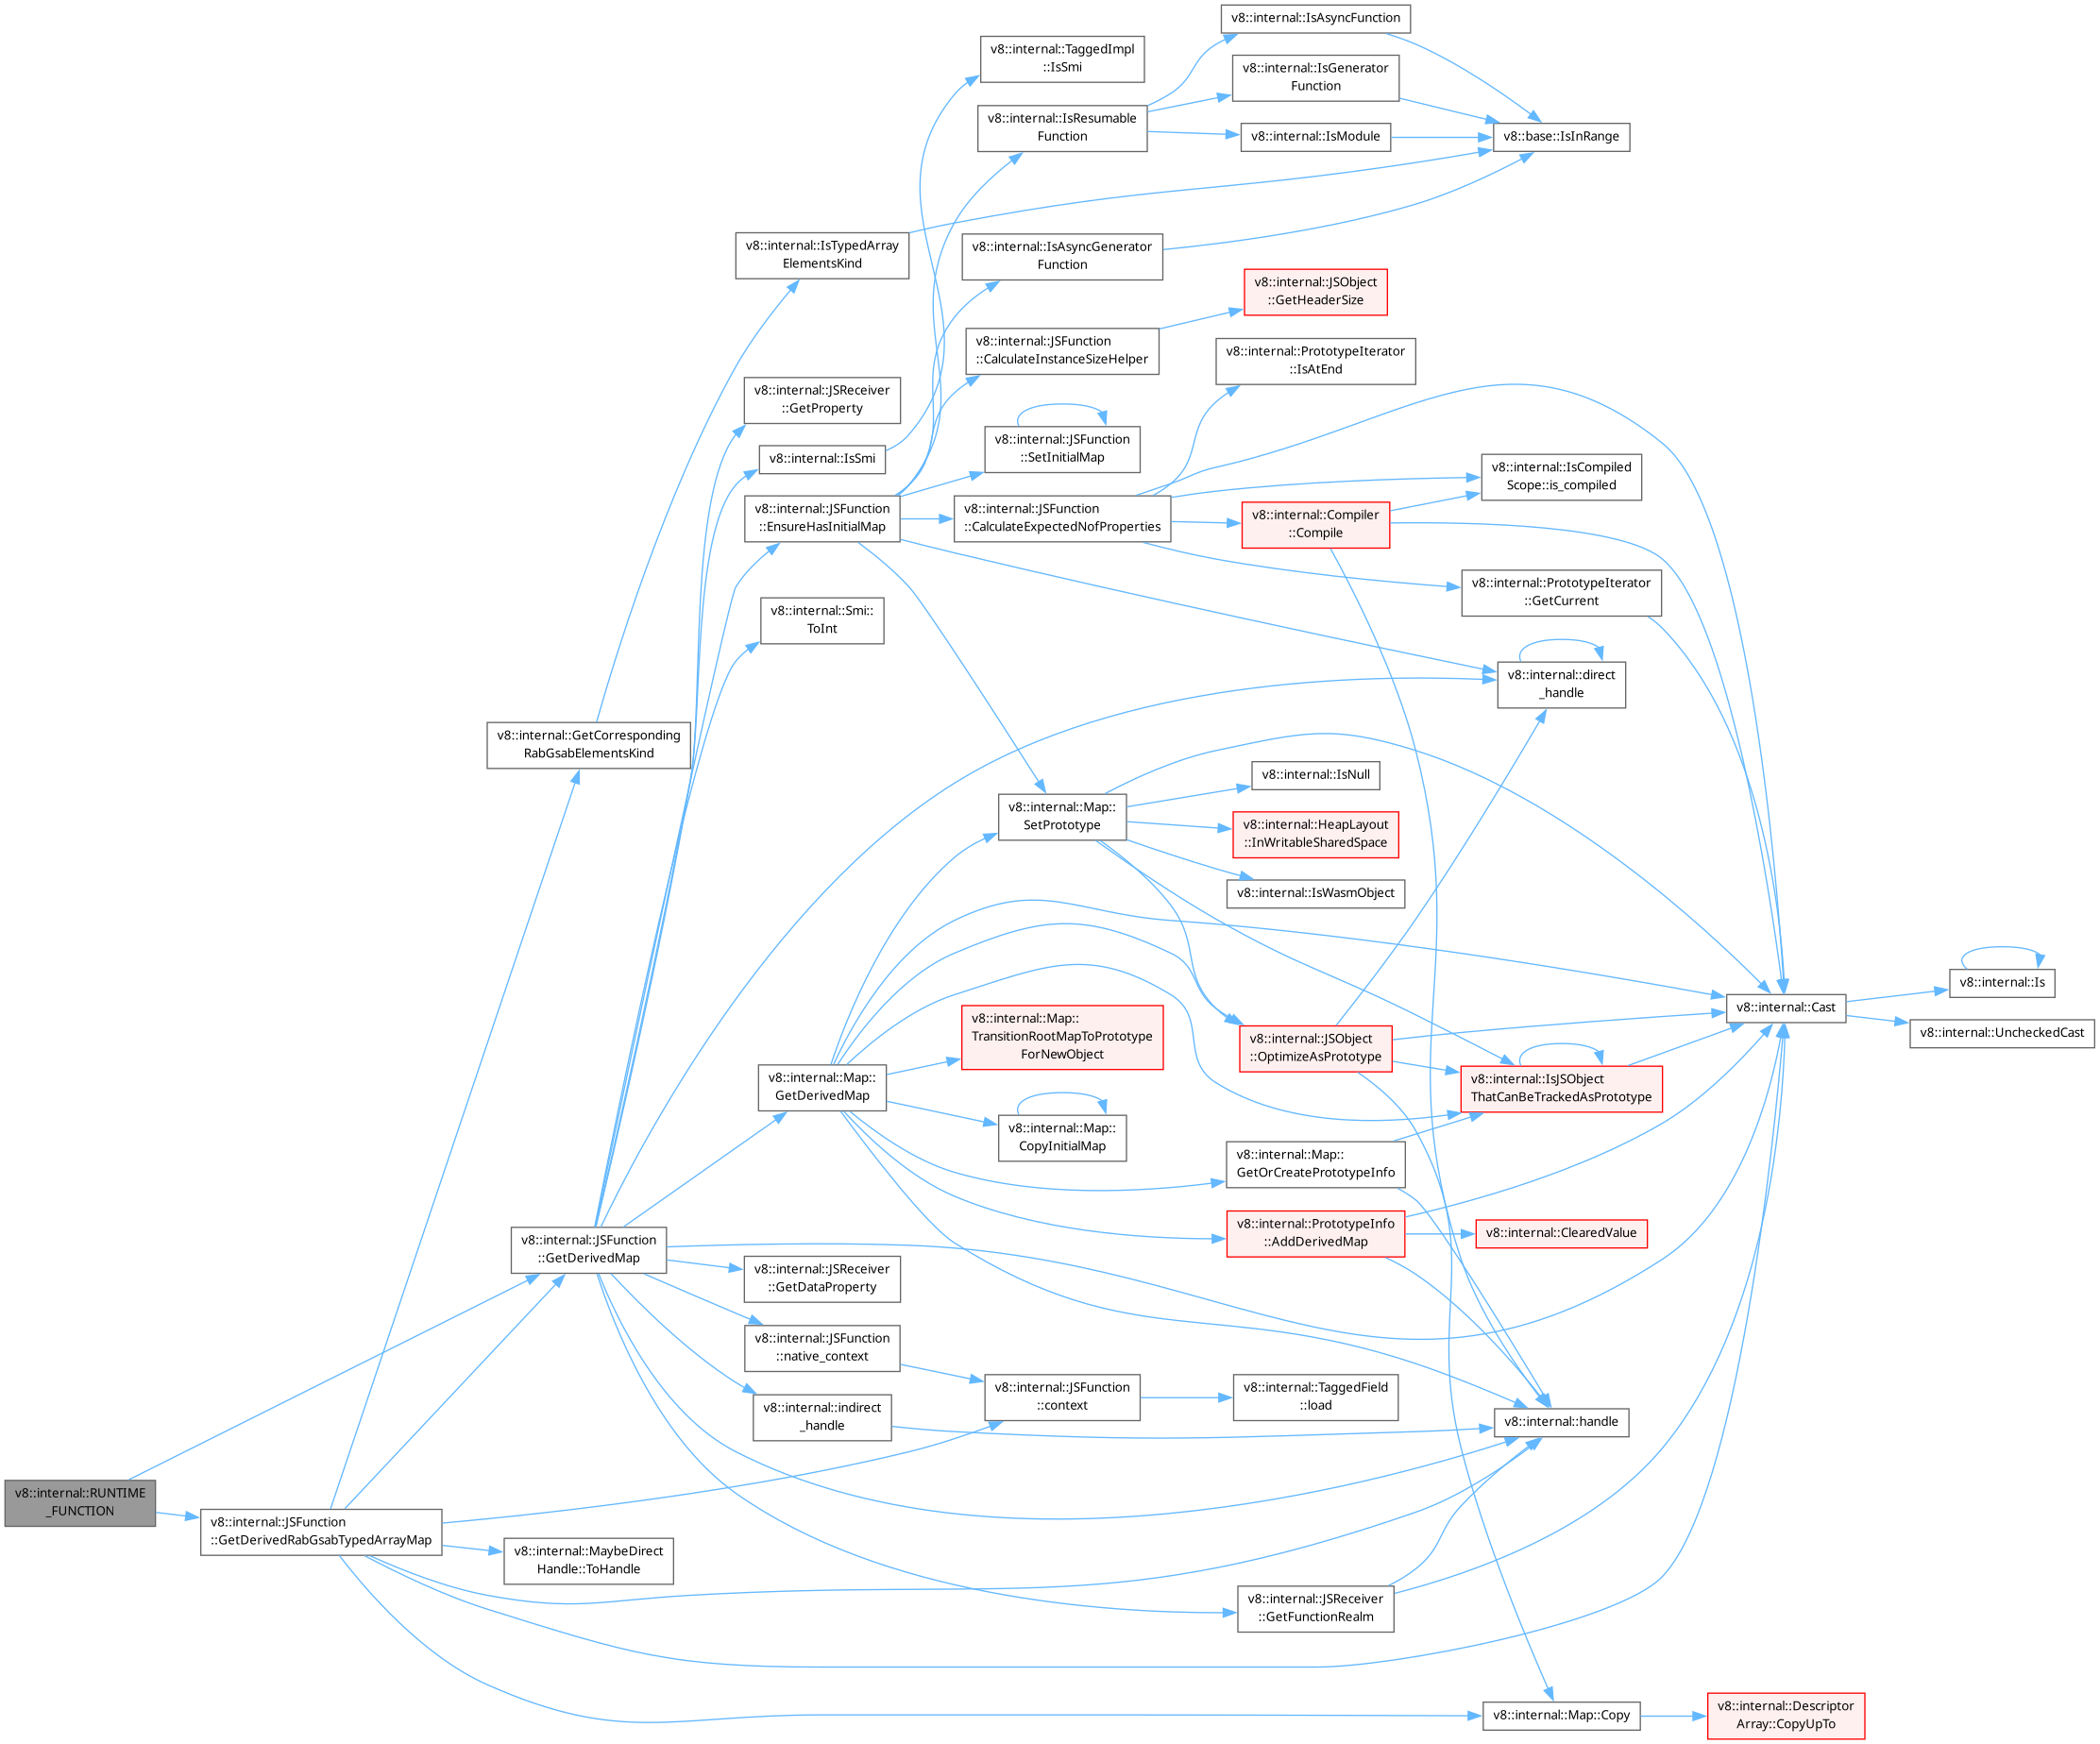 v8::internal::IsAsyncFunction
v8::internal::TaggedImpl
::IsSmi
v8::internal::IsGenerator
Function
v8::internal::IsResumable
Function
v8::internal::IsModule
v8::base::IsInRange
v8::internal::IsTypedArray
ElementsKind
v8::internal::IsAsyncGenerator
Function
v8::internal::JSObject
::GetHeaderSize
v8::internal::JSFunction
::CalculateInstanceSizeHelper
v8::internal::PrototypeIterator
::IsAtEnd
v8::internal::JSReceiver
::GetProperty
v8::internal::JSFunction
::SetInitialMap
v8::internal::IsSmi
v8::internal::IsCompiled
Scope::is_compiled
v8::internal::JSFunction
::EnsureHasInitialMap
v8::internal::JSFunction
::CalculateExpectedNofProperties
v8::internal::Compiler
::Compile
v8::internal::PrototypeIterator
::GetCurrent
v8::internal::Smi::
ToInt
v8::internal::direct
_handle
v8::internal::GetCorresponding
RabGsabElementsKind
v8::internal::IsNull
v8::internal::Map::
SetPrototype
v8::internal::HeapLayout
::InWritableSharedSpace
v8::internal::IsWasmObject
v8::internal::Is
v8::internal::Cast
v8::internal::UncheckedCast
v8::internal::Map::
TransitionRootMapToPrototype
ForNewObject
v8::internal::JSObject
::OptimizeAsPrototype
v8::internal::Map::
GetDerivedMap
v8::internal::IsJSObject
ThatCanBeTrackedAsPrototype
v8::internal::Map::
CopyInitialMap
v8::internal::Map::
GetOrCreatePrototypeInfo
v8::internal::PrototypeInfo
::AddDerivedMap
v8::internal::ClearedValue
v8::internal::JSFunction
::GetDerivedMap
v8::internal::JSReceiver
::GetDataProperty
v8::internal::JSFunction
::native_context
v8::internal::JSFunction
::context
v8::internal::TaggedField
::load
v8::internal::indirect
_handle
v8::internal::handle
v8::internal::RUNTIME
_FUNCTION
v8::internal::JSFunction
::GetDerivedRabGsabTypedArrayMap
v8::internal::MaybeDirect
Handle::ToHandle
v8::internal::JSReceiver
::GetFunctionRealm
v8::internal::Map::Copy
v8::internal::Descriptor
Array::CopyUpTo